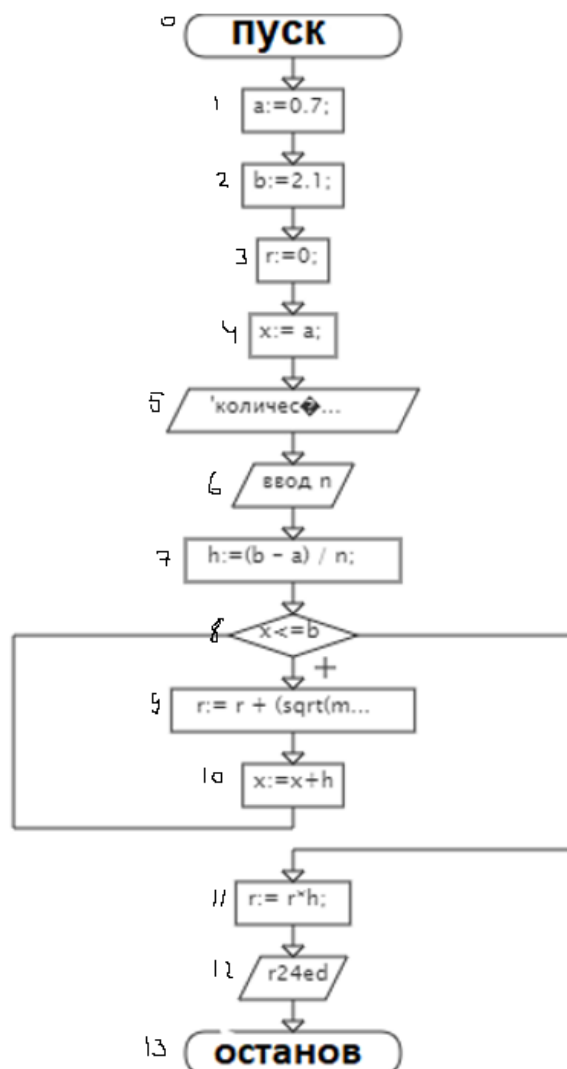 0 пуск
1 a:=0.7;
2 b:=2.1;
3 r:=0;
4 x:= a;
5 'количес�...
6 ввод n
7 h:=(b - a) / n;
8 x<=b
+
9 r:= r + (sqrt(m...
10 x:=x+h
11 r:= r*h;
12 r24ed
13 останов